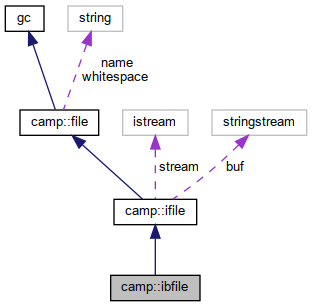 gc
string
name
whitespace
camp::file
istream
stringstream
stream
buf
camp::ifile
camp::ibfile